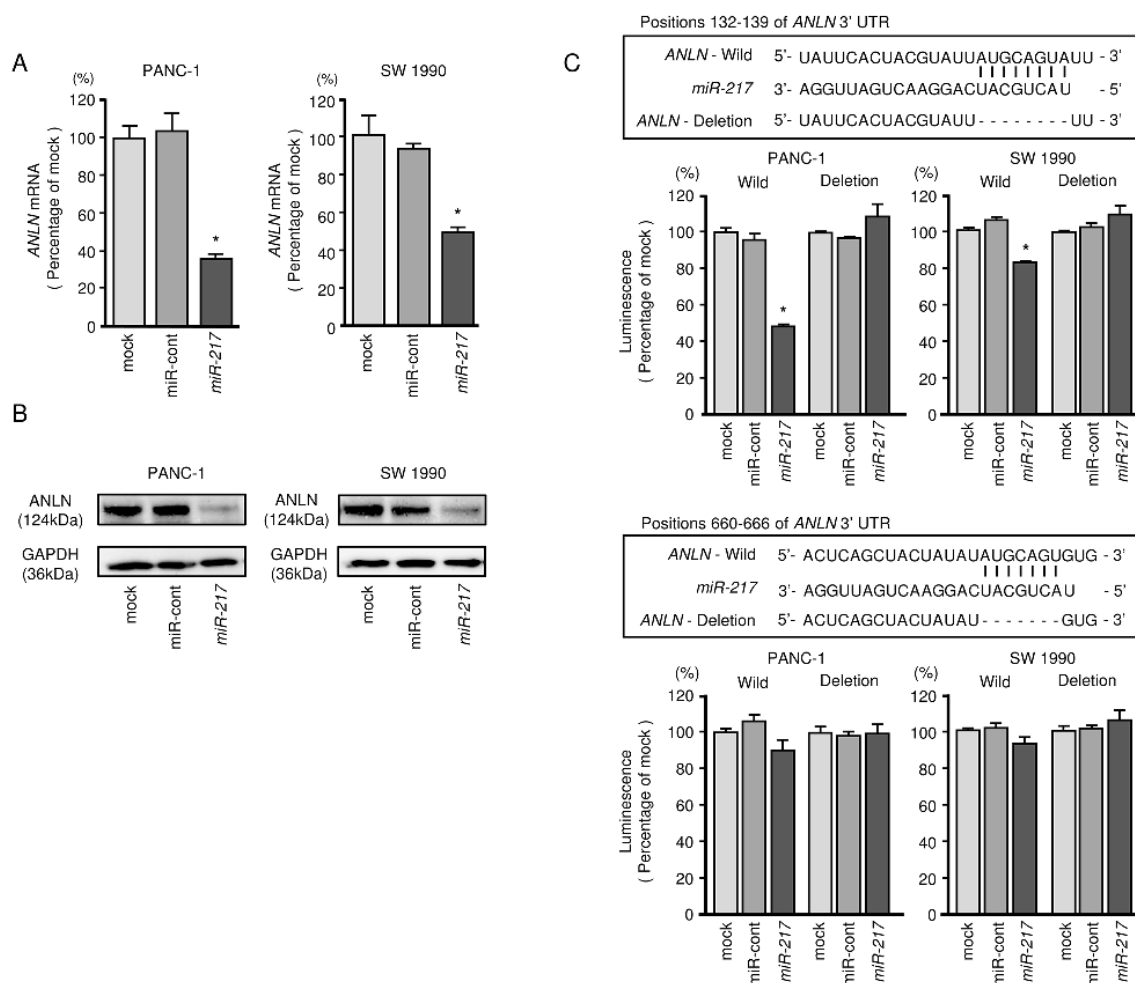 A
PANC-1
(%)
120
100
80
60
40
20
0
ANLN mRNA
( Percentage of mock )
mock
miR-cont
miR-217
*
SW 1990
(%)
120
100
80
60
40
20
0
ANLN mRNA
( Percentage of mock )
mock
miR-cont
miR-217
*
B
PANC-1
ANLN
(124kDa)
GAPDH
(36kDa)
mock
miR-cont
miR-217
SW 1990
ANLN
(124kDa)
GAPDH
(36kDa)
mock
miR-cont
miR-217
C
Positions 132-139 of ANLN 3' UTR
ANLN - Wild 5'- UAUUCACUACGUAUUAUGCAGUAUU - 3'
miR-217 3'- AGGUUAGUCAAGGACUACGUCAU - 5'
ANLN - Deletion 5'- UAUUCACUACGUAUU- - - - - - - -UU - 3'
PANC-1
(%)
Wild Deletion
120
100
80
60
40
20
0
Luminescence
( Percentage of mock )
*
mock
miR-cont
miR-217
mock
miR-cont
miR-217
SW 1990
(%)
Wild Deletion
120
100
80
60
40
20
0
*
mock
miR-cont
miR-217
mock
miR-cont
miR-217
Positions 660-666 of ANLN 3' UTR
ANLN - Wild 5'- ACUCAGCUACUAUAUAUGCAGUGUG - 3'
miR-217 3'- AGGUUAGUCAAGGACUACGUCAU - 5'
ANLN - Deletion 5'- ACUCAGCUACUAUAU- - - - - - -GUG - 3'
PANC-1
(%)
Wild Deletion
120
100
80
60
40
20
0
Luminescence
( Percentage of mock )
mock
miR-cont
miR-217
mock
miR-cont
miR-217
SW 1990
(%)
Wild Deletion
120
100
80
60
40
20
0
mock
miR-cont
miR-217
mock
miR-cont
miR-217